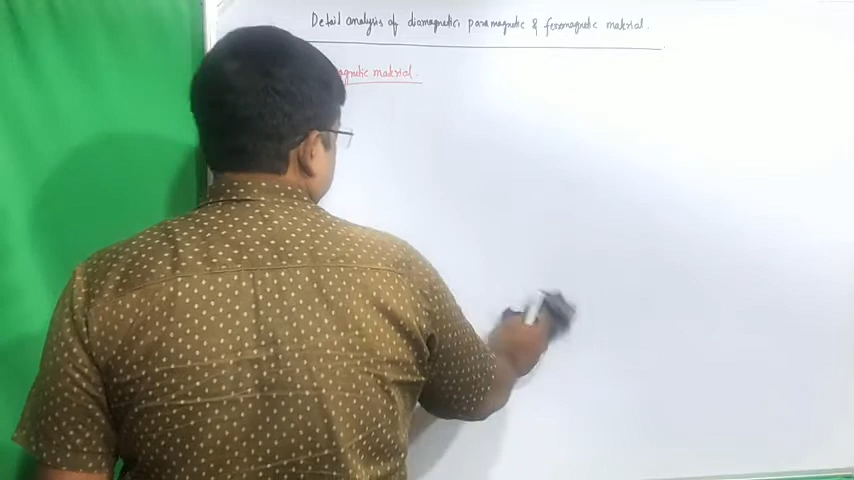 Detail analysis of diamagnetic, paramagnetic & ferromagnetic material.
magnetic material.